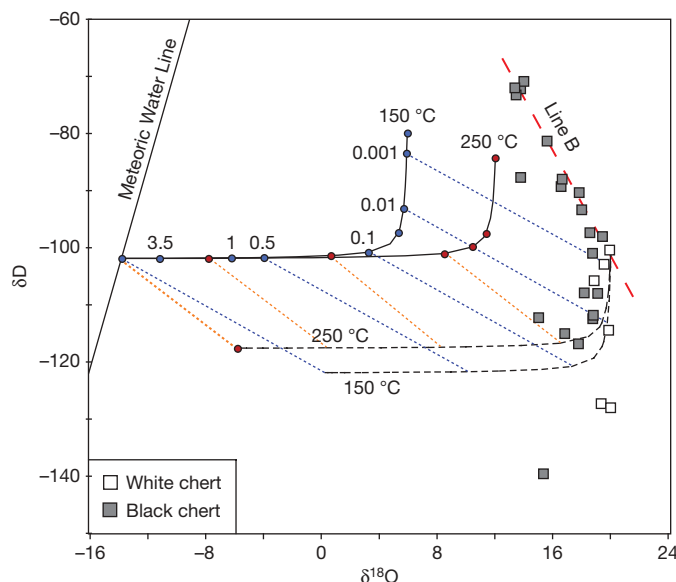 −60
−80
−100
−120
−140
δD
Meteoric Water Line
150 °C
250 °C
Line B
0.001
0.01
0.1
3.5
1
0.5
250 °C
150 °C
White chert
Black chert
−16
−8
0
8
16
24
δ18O